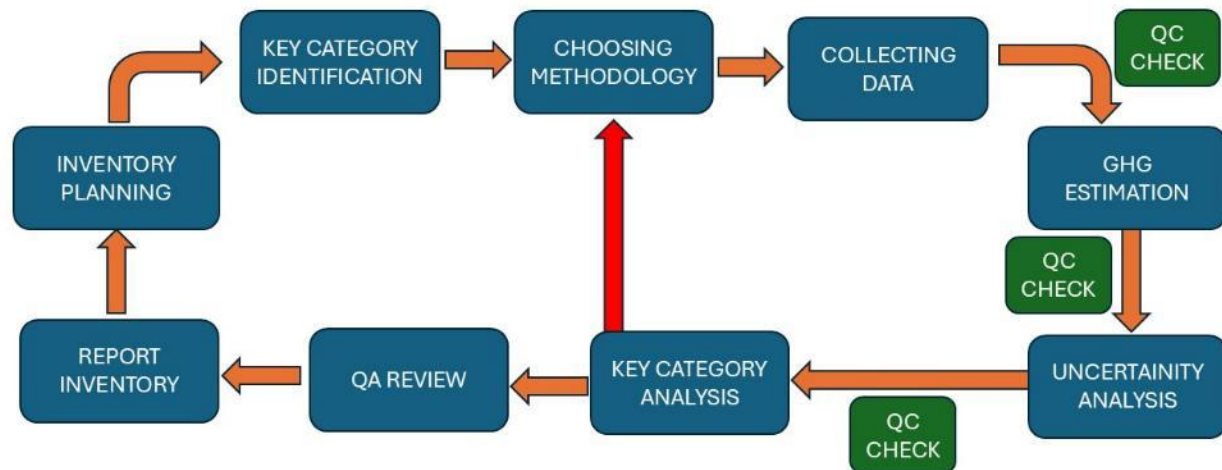 KEY CATEGORY
IDENTIFICATION
CHOOSING
METHODOLOGY
COLLECTING
DATA
QC
CHECK
GHG
ESTIMATION
QC
CHECK
UNCERTAINITY
ANALYSIS
QC
CHECK
KEY CATEGORY
ANALYSIS
QA REVIEW
REPORT
INVENTORY
INVENTORY
PLANNING